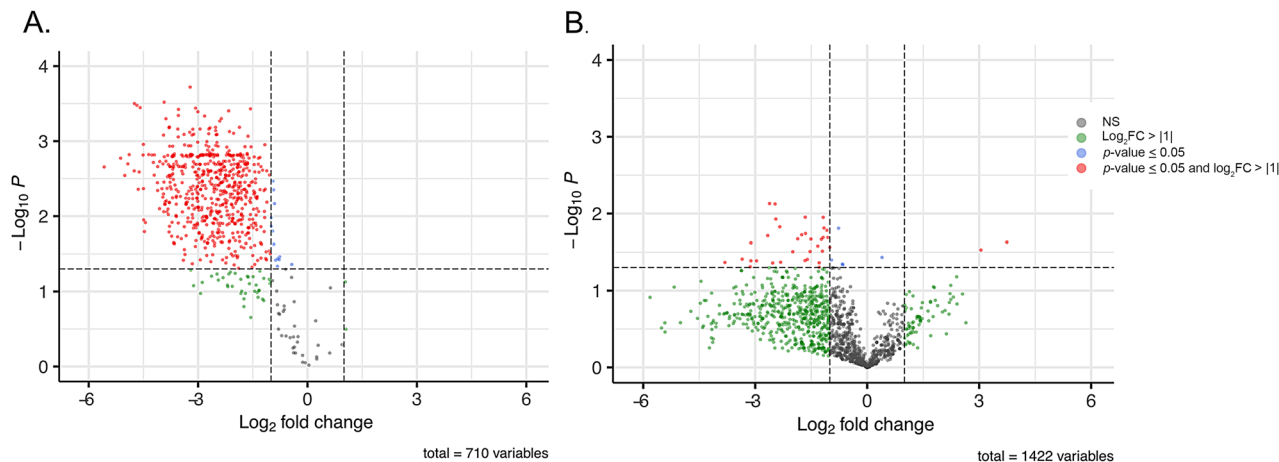 A.
B.
4
3
2
1
0
−Log10 P
−6
−3
0
3
6
Log2 fold change
total = 710 variables
4
3
2
1
0
−Log10 P
−6
−3
0
3
6
Log2 fold change
total = 1422 variables
NS
Log2FC > |1|
p-value ≤ 0.05
p-value ≤ 0.05 and log2FC > |1|